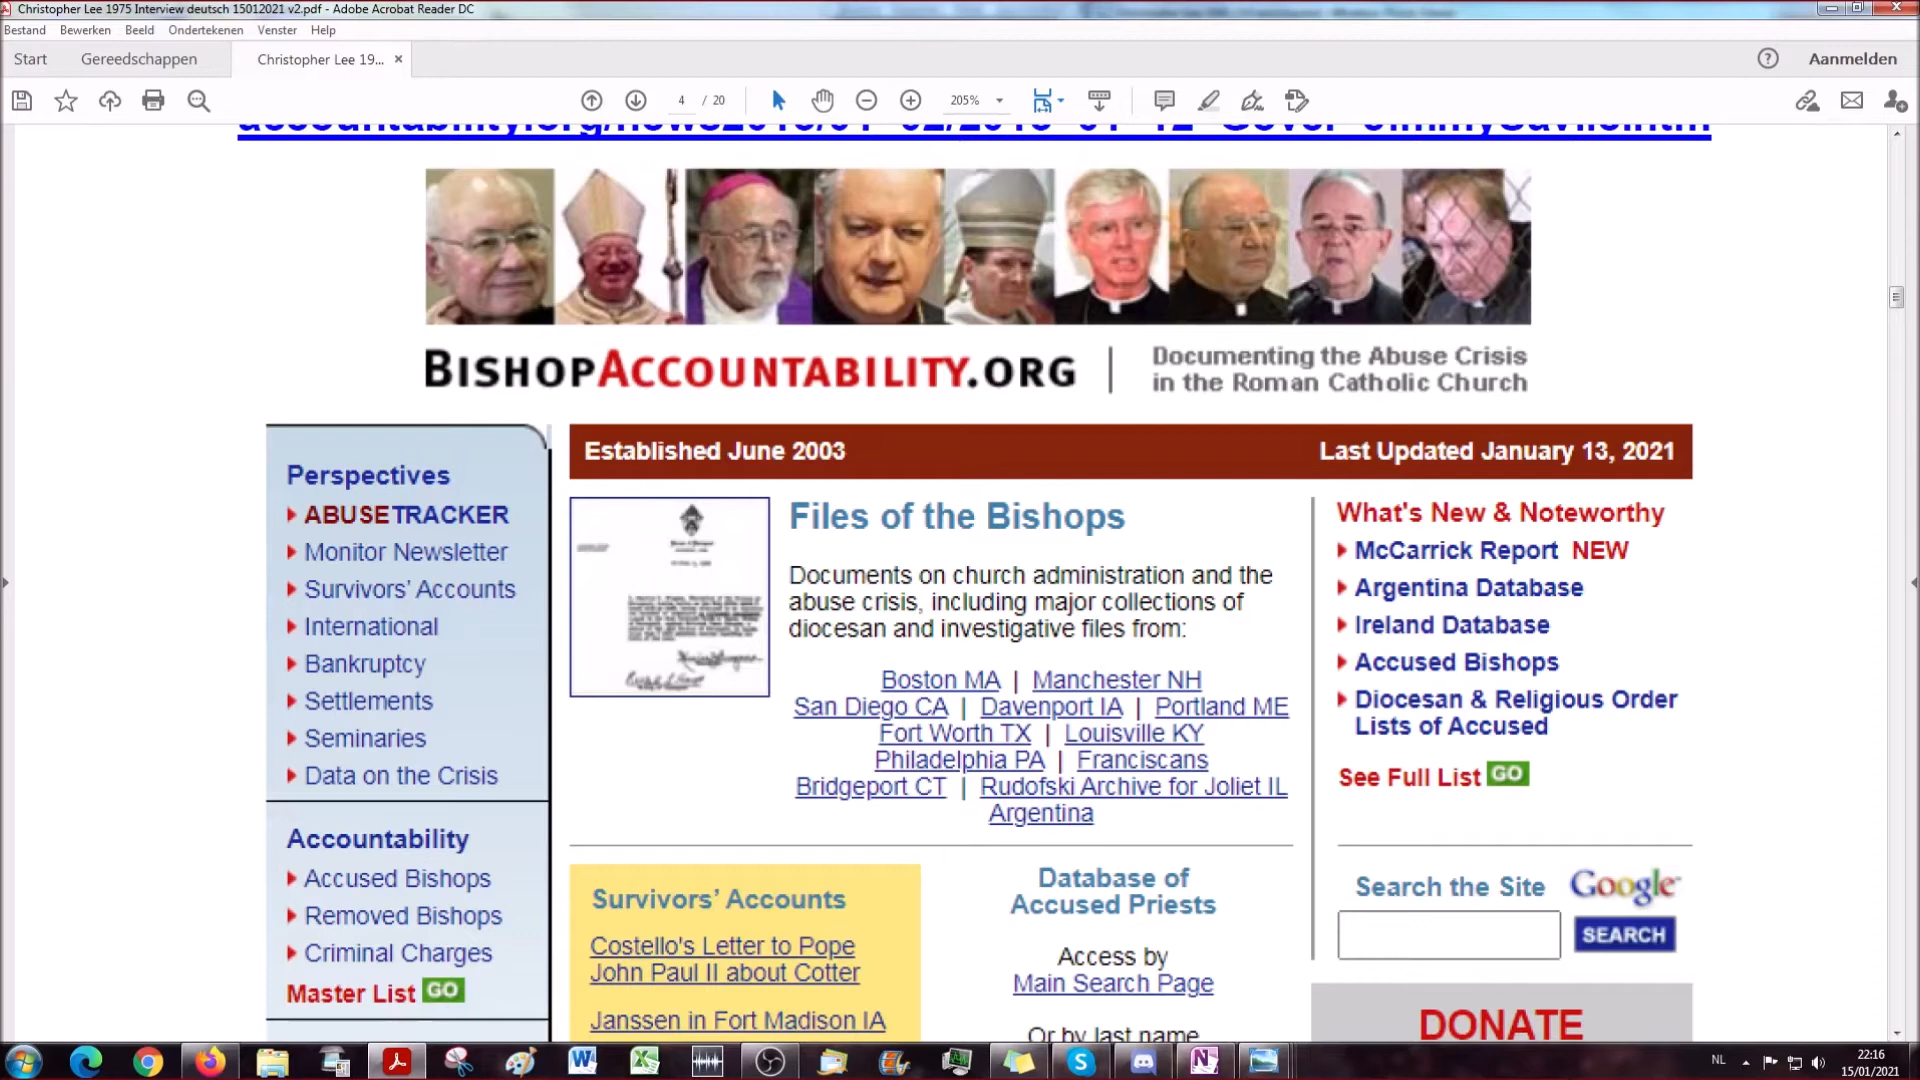 Christopher Lee 1975 Interview deutsch 15012021 v2.pdf - Adobe Acrobat Reader DC
Bestand Bewerken Beeld Ondertekenen Venster Help
Start Gereedschappen Christopher Lee 19... × Aanmelden
4 / 20 205%
BISHOPACCOUNTABILITY.ORG
Documenting the Abuse Crisis
in the Roman Catholic Church
Established June 2003 Last Updated January 13, 2021
Perspectives
ABUSETRACKER
Monitor Newsletter
Survivors' Accounts
International
Bankruptcy
Settlements
Seminaries
Data on the Crisis
Accountability
Accused Bishops
Removed Bishops
Criminal Charges
Master List GO
Files of the Bishops
Documents on church administration and the
abuse crisis, including major collections of
diocesan and investigative files from:
Boston MA | Manchester NH
San Diego CA | Davenport IA | Portland ME
Fort Worth TX | Louisville KY
Philadelphia PA | Franciscans
Bridgeport CT | Rudofski Archive for Joliet IL
Argentina
What's New & Noteworthy
McCarrick Report NEW
Argentina Database
Ireland Database
Accused Bishops
Diocesan & Religious Order
Lists of Accused
See Full List GO
Survivors' Accounts
Costello's Letter to Pope
John Paul II about Cotter
Janssen in Fort Madison IA
Database of
Accused Priests
Access by
Main Search Page
Or by last name
Search the Site Google
SEARCH
DONATE
NL
22:16
15/01/2021